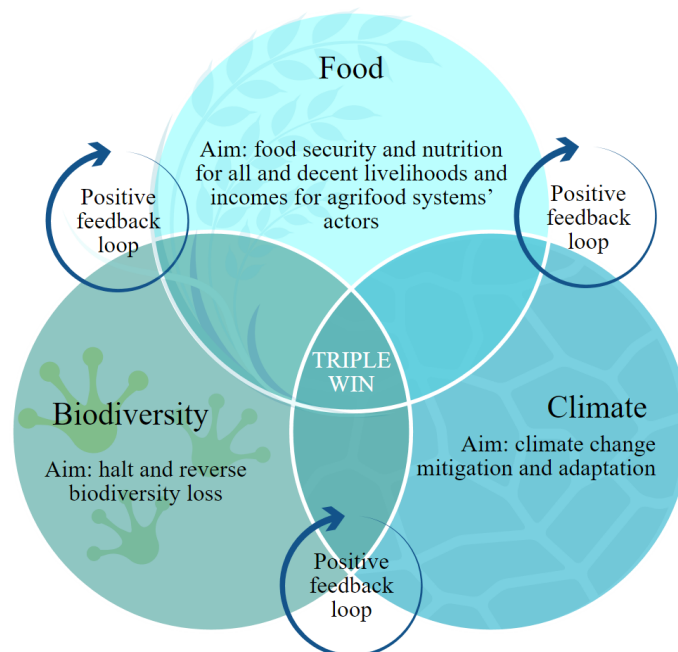 Food
Aim: food security and nutrition
for all and decent livelihoods and
incomes for agrifood systems’
actors
Positive
feedback
loop
Positive
feedback
loop
TRIPLE
WIN
Biodiversity
Aim: halt and reverse
biodiversity loss
Climate
Aim: climate change
mitigation and adaptation
Positive
feedback
loop